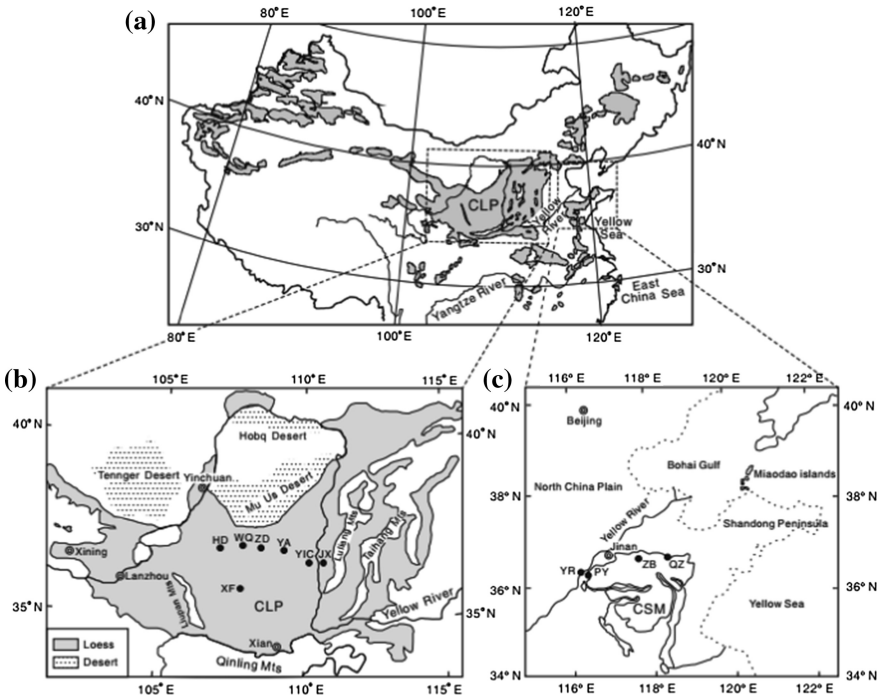 (a)
80°E
100°E
120°E
40°N
40°N
CLP
Yellow
River
30°N
Yellow
Sea
30°N
East
China Sea
Yangtze River
80°E
100°E
120°E
(b)
105°E
110°E
115°E
40°N
40°N
Hobq Desert
Tennger Desert
Yinchuan
Mu Us Desert
Luliang Mts
Taihang Mts
HD
WQ
ZD
YA
YIC
JX
Xining
Lanzhou
XF
Liupan Mts
CLP
35°N
35°N
Yellow River
Xian
Qinling Mts
Loess
Desert
105°E
110°E
115°E
(c)
116°E
118°E
120°E
122°E
40°N
40°N
Beijing
Bohai Gulf
Miaodao islands
North China Plain
38°N
38°N
Yellow River
Shandong Peninsula
Jinan
YR
PY
ZB
QZ
36°N
36°N
CSM
Yellow Sea
34°N
34°N
116°E
118°E
120°E
122°E